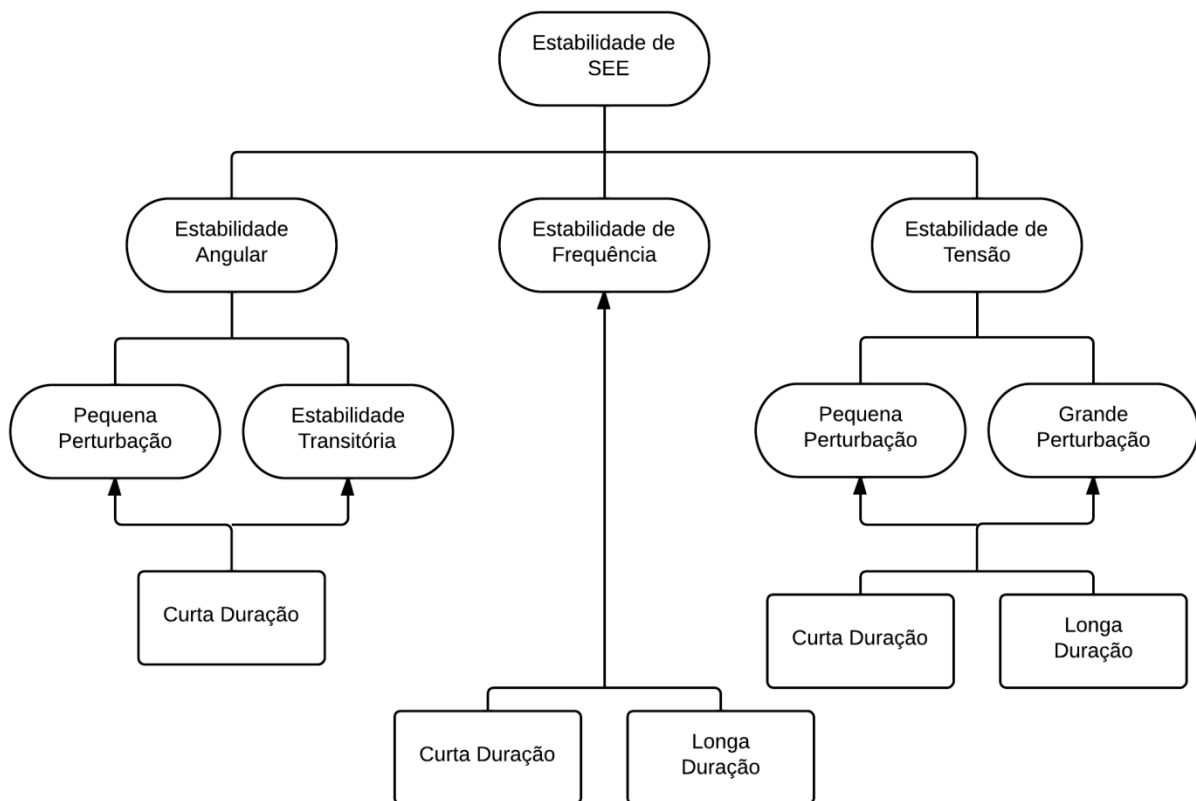 Estabilidade de
SEE
Estabilidade
Angular
Estabilidade de
Frequência
Estabilidade de
Tensão
Pequena
Perturbação
Estabilidade
Transitória
Pequena
Perturbação
Grande
Perturbação
Curta Duração
Curta Duração
Longa
Duração
Curta Duração
Longa
Duração